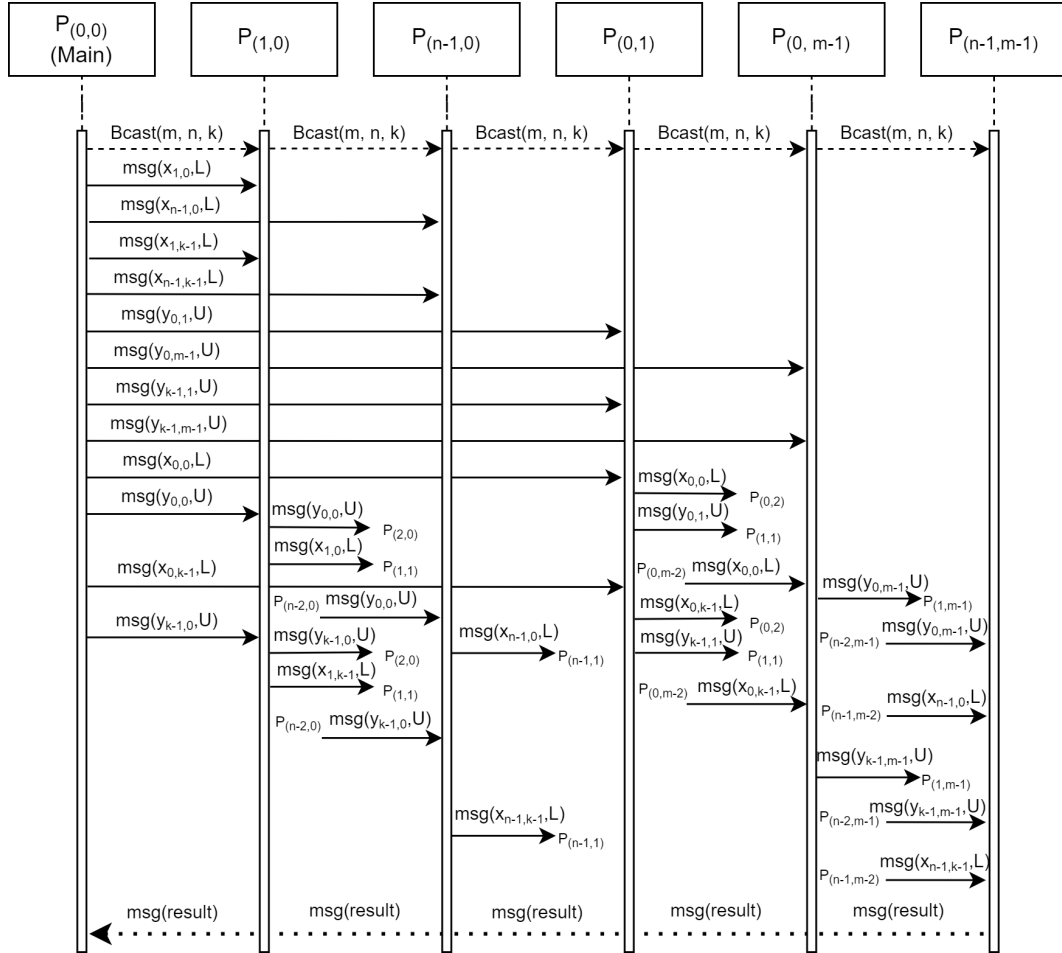 P(0,0)
(Main)
P(1,0)
P(n-1,0)
P(0,1)
P(0, m-1)
P(n-1,m-1)
Bcast(m, n, k)
Bcast(m, n, k)
Bcast(m, n, k)
Bcast(m, n, k)
Bcast(m, n, k)
msg(x1,0,L)
msg(xn-1,0,L)
msg(x1,k-1,L)
msg(xn-1,k-1,L)
msg(y0,1,U)
msg(y0,m-1,U)
msg(yk-1,1,U)
msg(yk-1,m-1,U)
msg(x0,0,L)
msg(x0,0,L)
P(0,2)
msg(y0,0,U)
msg(y0,0,U)
P(2,0)
msg(y0,1,U)
P(1,1)
msg(x1,0,L)
P(1,1)
msg(x0,k-1,L)
P(0,m-2)
msg(x0,0,L)
msg(y0,m-1,U)
P(1,m-1)
P(n-2,0)
msg(y0,0,U)
msg(x0,k-1,L)
P(0,2)
msg(yk-1,0,U)
msg(yk-1,0,U)
P(2,0)
msg(xn-1,0,L)
P(n-1,1)
msg(yk-1,1,U)
P(1,1)
P(n-2,m-1)
msg(y0,m-1,U)
msg(x1,k-1,L)
P(1,1)
P(0,m-2)
msg(x0,k-1,L)
P(n-1,m-2)
msg(xn-1,0,L)
P(n-2,0)
msg(yk-1,0,U)
msg(yk-1,m-1,U)
P(1,m-1)
msg(xn-1,k-1,L)
P(n-1,1)
P(n-2,m-1)
msg(yk-1,m-1,U)
P(n-1,m-2)
msg(xn-1,k-1,L)
msg(result)
msg(result)
msg(result)
msg(result)
msg(result)